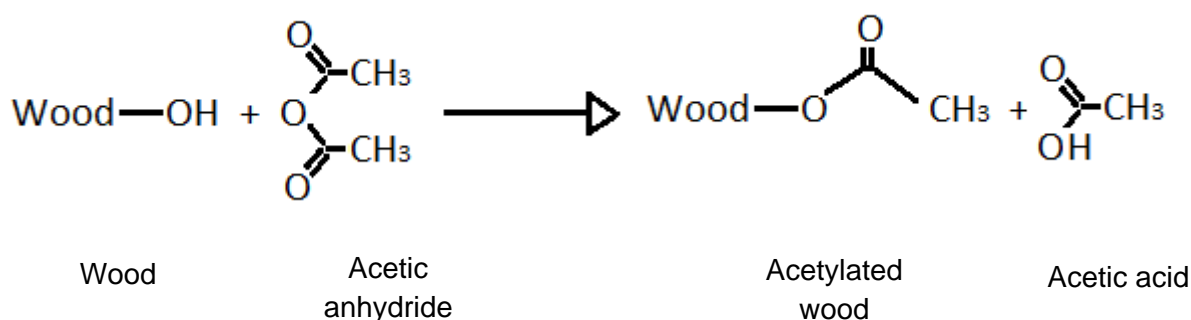 O O
Wood—OH + O CH₃ CH₃ O Wood—O CH₃ + O CH₃ OH
Wood
Acetic
anhydride
Acetylated
wood
Acetic acid